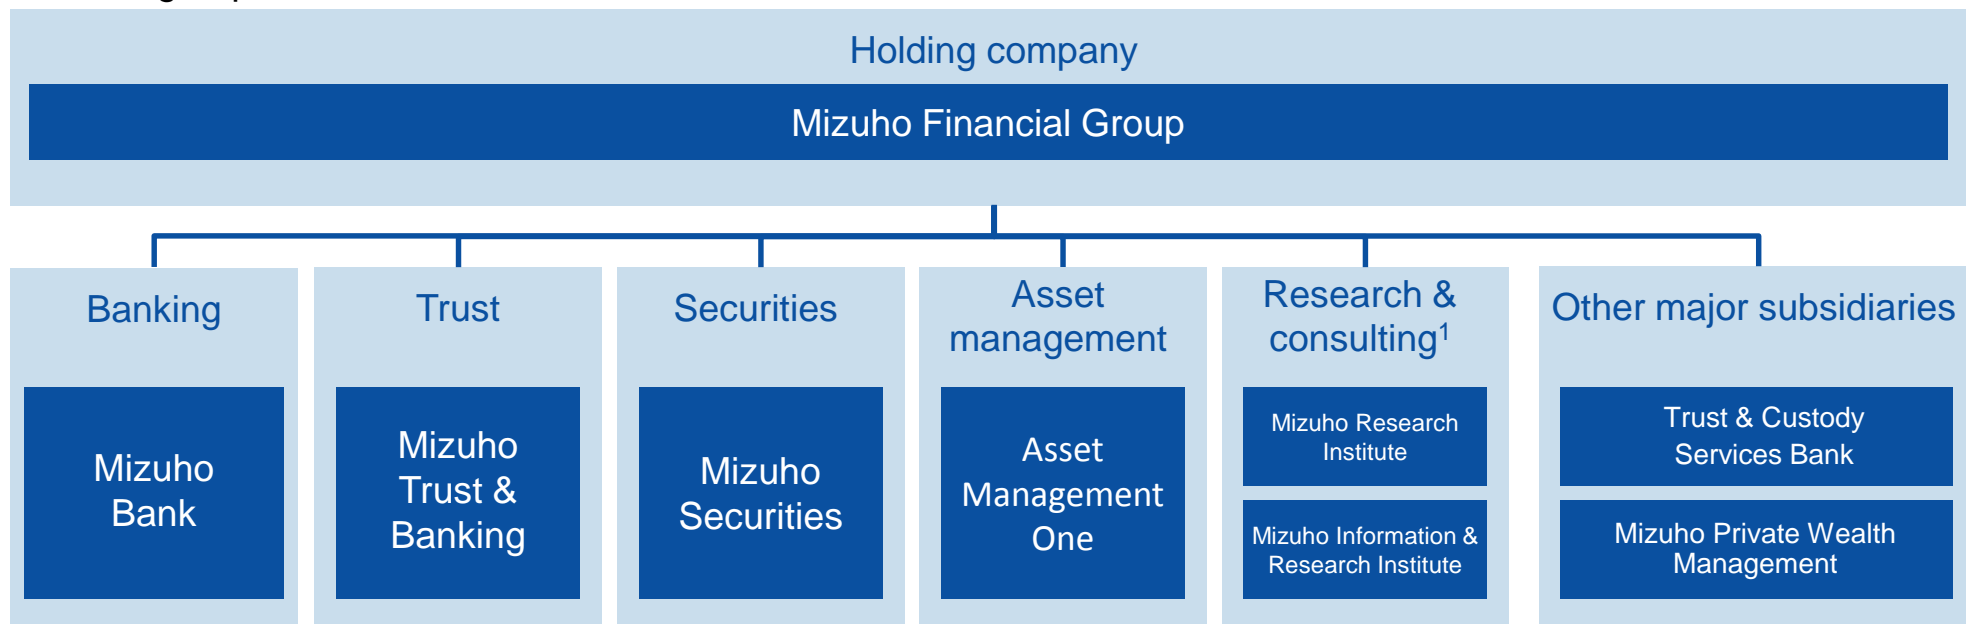 Holding company
Mizuho Financial Group
Banking
Trust
Securities
Asset
management
Research &
consulting¹
Other major subsidiaries
Mizuho
Bank
Mizuho
Trust &
Banking
Mizuho
Securities
Asset
Management
One
Mizuho Research
Institute
Mizuho Information &
Research Institute
Trust & Custody
Services Bank
Mizuho Private Wealth
Management